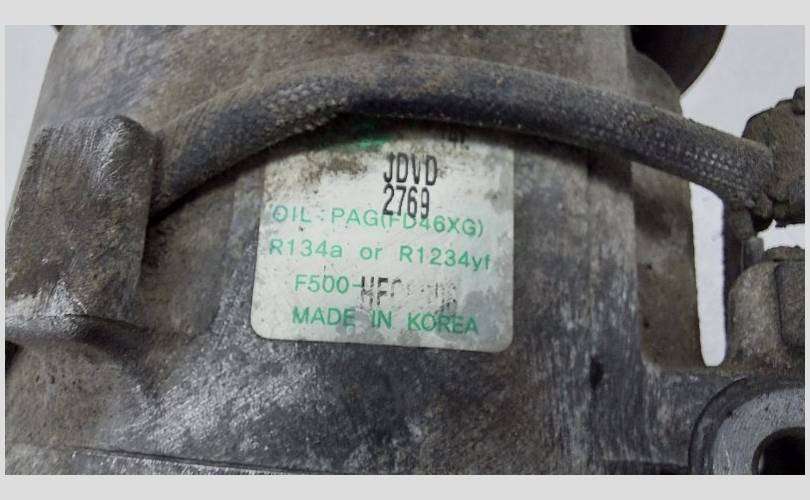 JDVD
2769
OIL : PAG(FD46XG)
R134a or R1234yf
F500-
MADE IN KOREA